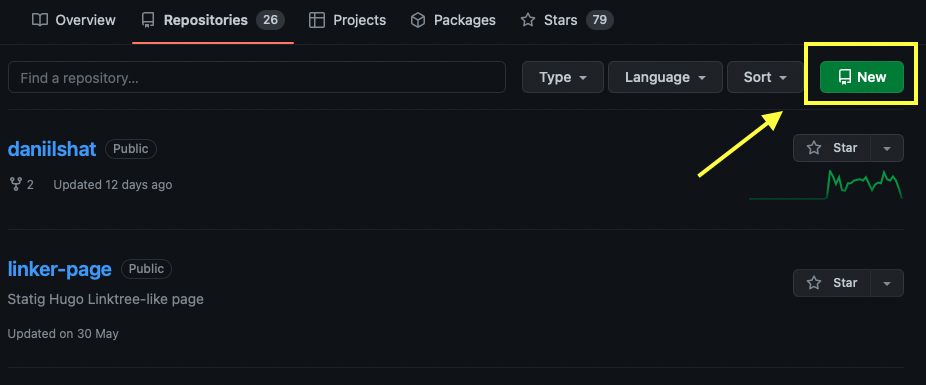 Overview Repositories 26 Projects Packages Stars 79
Find a repository... Type Language Sort New
daniilshat Public Star
2 Updated 12 days ago
linker-page Public Star
Statig Hugo Linktree-like page
Updated on 30 May